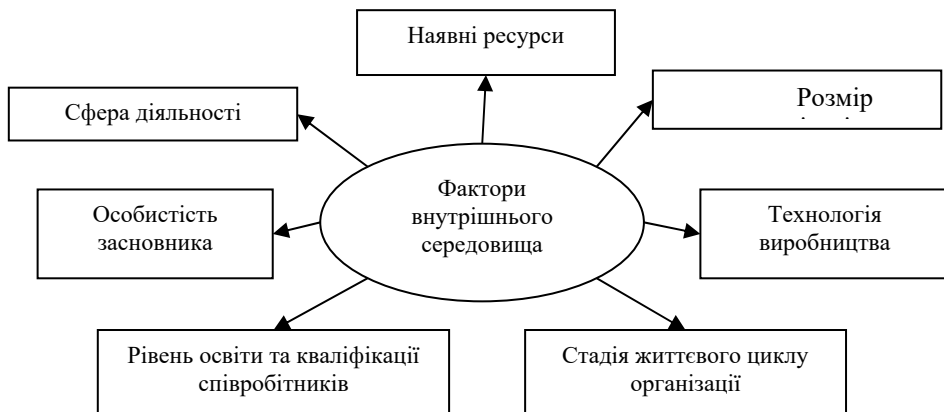 Наявні ресурси
Сфера діяльності
Розмір
Фактори
внутрішнього
середовища
Особистість
засновника
Технологія
виробництва
Рівень освіти та кваліфікації
співробітників
Стадія життєвого циклу
організації